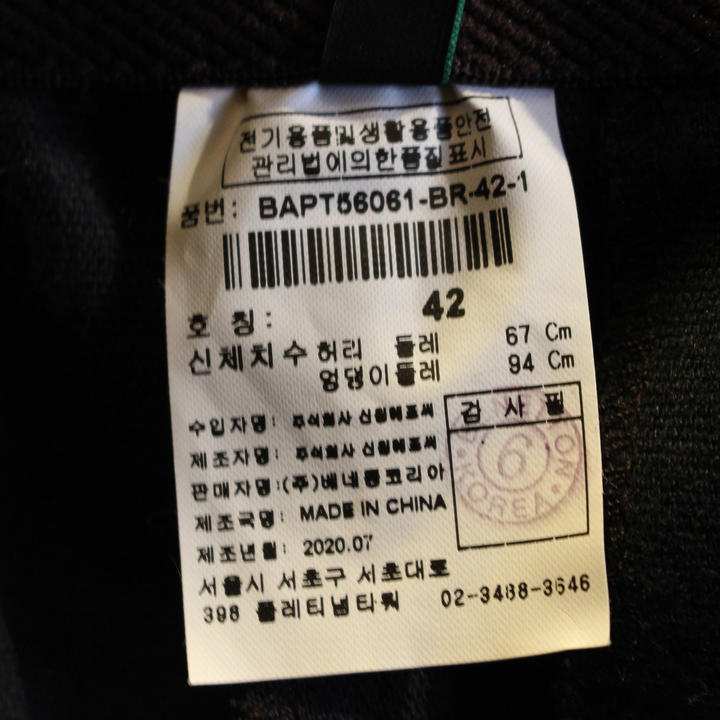 전기용품및생활용품안전
관리법에의한품질표시
품번: BAPT56061-BR-42-1
호 칭: 42
신체치수 허리 둘레 67 Cm
엉덩이둘레 94 Cm
수입자명: 주식회사 신원에프씨
제조자명: 주식회사 신원에프씨
판매자명:(주)베네통코리아
제조국명: MADE IN CHINA
제조년월: 2020.07
서울시 서초구 서초대로
398 플래티넘타워 02-3488-3646
검 사 필
6
KOREA